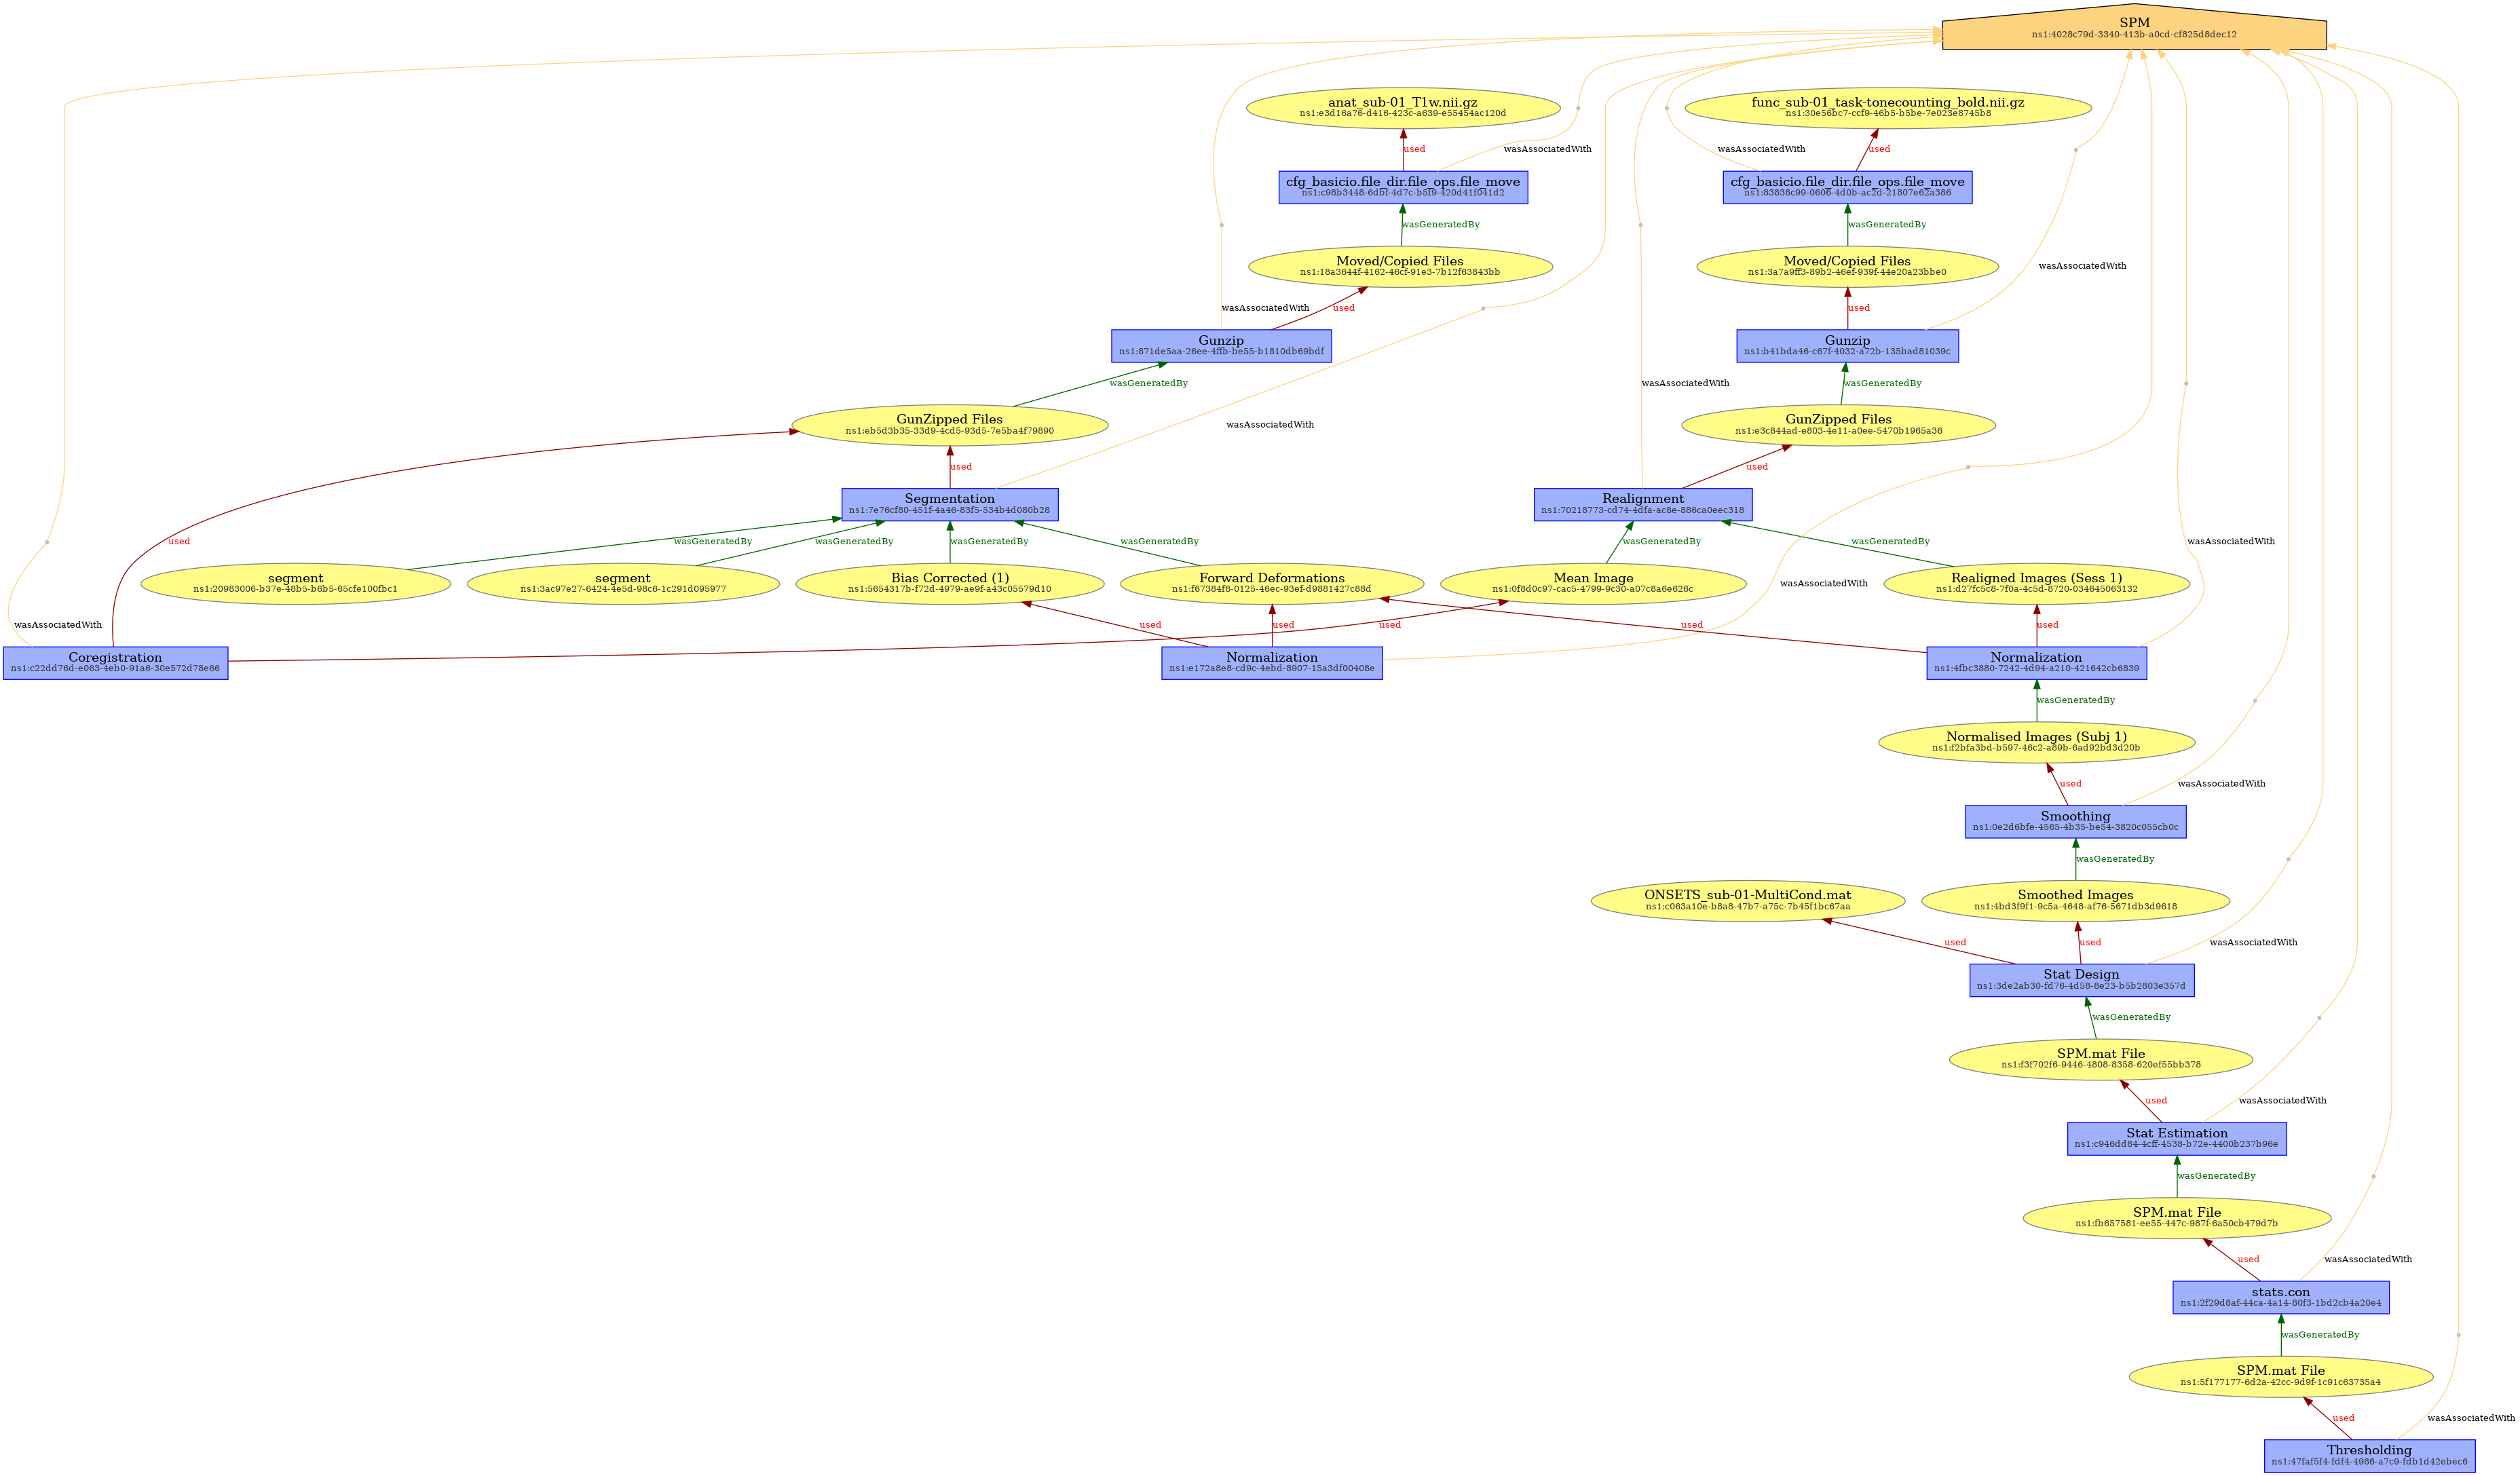 SPM
ns1:4028c79d-3340-413b-a0cd-cf825d8dec12
anat_sub-01_T1w.nii.gz
ns1:e3d16a76-d416-423c-a639-e55454ac120d
func_sub-01_task-tonecounting_bold.nii.gz
ns1:30e56bc7-ccf9-46b5-b5be-7e023e8745b8
used
wasAssociatedWith
wasAssociatedWith
used
cfg_basicio.file_dir.file_ops.file_move
ns1:c98b3448-6dbf-4d7c-b5f9-420d41f041d2
cfg_basicio.file_dir.file_ops.file_move
ns1:83838c99-0606-4d0b-ac2d-21807e62a386
wasGeneratedBy
wasGeneratedBy
Moved/Copied Files
ns1:18a3644f-4162-46cf-91e3-7b12f63843bb
Moved/Copied Files
ns1:3a7a9ff3-89b2-46ef-939f-44e20a23bbe0
wasAssociatedWith
wasAssociatedWith
used
used
Gunzip
ns1:871de5aa-26ee-4ffb-be55-b1810db69bdf
Gunzip
ns1:b41bda46-c67f-4032-a72b-135bad81039c
wasGeneratedBy
wasAssociatedWith
wasGeneratedBy
GunZipped Files
ns1:eb5d3b35-33d9-4cd5-93d5-7e5ba4f79890
wasAssociatedWith
GunZipped Files
ns1:e3c844ad-e803-4e11-a0ee-5470b1965a36
used
used
Segmentation
ns1:7e76cf80-451f-4a46-83f5-534b4d080b28
Realignment
ns1:70218773-cd74-4dfa-ac8e-886ca0eec318
used
wasGeneratedBy
wasGeneratedBy
wasGeneratedBy
wasGeneratedBy
wasGeneratedBy
wasGeneratedBy
wasAssociatedWith
segment
ns1:20983006-b37e-48b5-b6b5-65cfe100fbc1
segment
ns1:3ac97e27-6424-4e5d-98c6-1c291d095977
Bias Corrected (1)
ns1:5654317b-f72d-4979-ae9f-a43c05579d10
Forward Deformations
ns1:f67384f8-0125-46ec-93ef-d9881427c88d
Mean Image
ns1:0f8d0c97-cac5-4799-9c30-a07c8a6e626c
wasAssociatedWith
Realigned Images (Sess 1)
ns1:d27fc5c8-7f0a-4c5d-8720-034645063132
wasAssociatedWith
used
used
used
used
used
Coregistration
ns1:c22dd76d-e063-4eb0-91a6-30e572d78e66
Normalization
ns1:e172a8e8-cd9c-4ebd-8907-15a3df00408e
Normalization
ns1:4fbc3880-7242-4d94-a210-421642cb6839
wasGeneratedBy
Normalised Images (Subj 1)
ns1:f2bfa3bd-b597-46c2-a89b-6ad92bd3d20b
used
wasAssociatedWith
Smoothing
ns1:0e2d6bfe-4565-4b35-be54-3820c055cb0c
wasGeneratedBy
ONSETS_sub-01-MultiCond.mat
ns1:c063a10e-b8a8-47b7-a75c-7b45f1bc67aa
Smoothed Images
ns1:4bd3f9f1-9c5a-4648-af76-5671db3d9618
used
used
wasAssociatedWith
Stat Design
ns1:3de2ab30-fd76-4d58-8e23-b5b2803e357d
wasGeneratedBy
SPM.mat File
ns1:f3f702f6-9446-4808-8358-620ef55bb378
used
wasAssociatedWith
Stat Estimation
ns1:c946dd84-4cff-4538-b72e-4400b237b96e
wasGeneratedBy
SPM.mat File
ns1:fb657581-ee55-447c-987f-6a50cb479d7b
used
wasAssociatedWith
stats.con
ns1:2f29d8af-44ca-4a14-80f3-1bd2cb4a20e4
wasGeneratedBy
SPM.mat File
ns1:5f177177-6d2a-42cc-9d9f-1c91c63735a4
used
wasAssociatedWith
Thresholding
ns1:47faf5f4-fdf4-4986-a7c9-fdb1d42ebec6